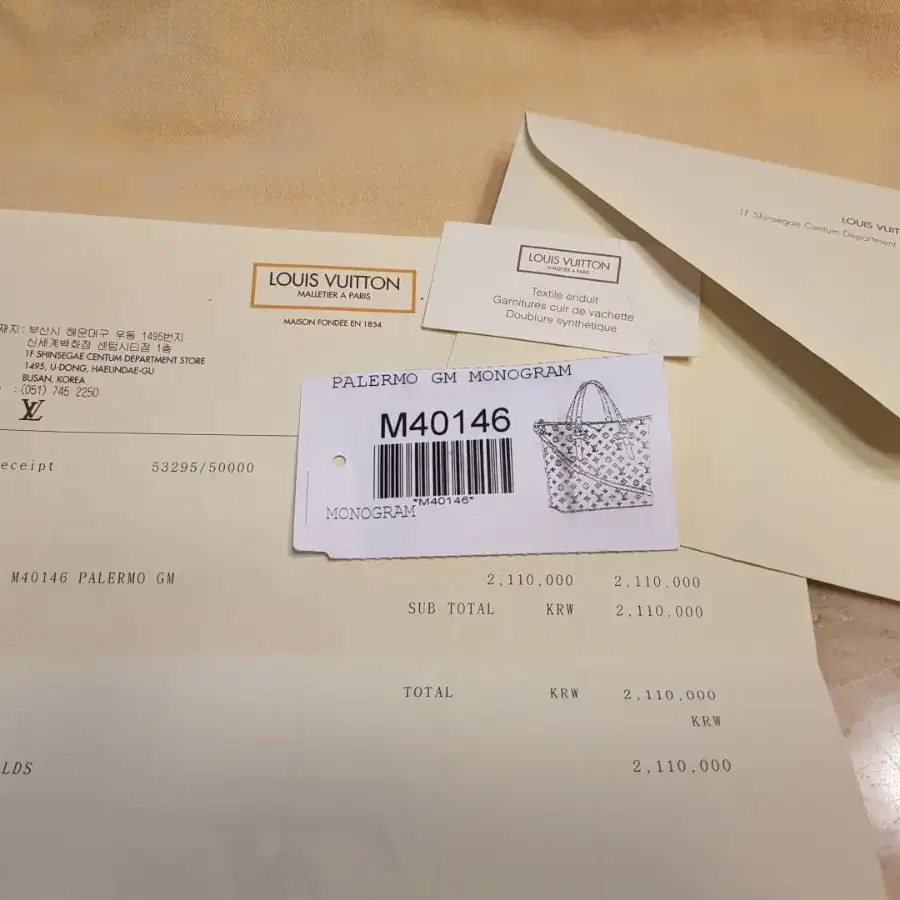 LOUIS VUITTON
MALLETIER A PARIS
MAISON FONDÉE EN 1854
재지: 부산시 해운대구 우동 1495번지
신세계백화점 센텀시티점 1층
1F SHINSEGAE CENTUM DEPARTMENT STORE
1495, U-DONG, HAEUNDAE-GU
BUSAN, KOREA
: (051) 745 2250
LV
eceipt 53295/50000
M40146 PALERMO GM 2,110,000 2,110,000
SUB TOTAL KRW 2,110,000
TOTAL KRW 2,110,000
KRW
LDS 2,110,000
LOUIS VUITTON
MALLETIER A PARIS
Textile enduit
Garnitures cuir de vachette
Doublure synthétique
PALERMO GM MONOGRAM
M40146
*M40146*
MONOGRAM
LOUIS VUIT
1F Shinsegae Centum Department